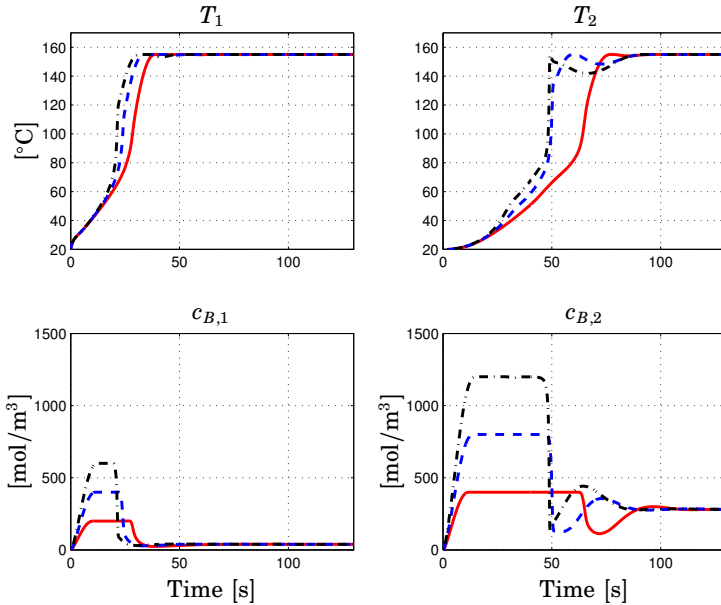 T1 T2
160 160
140 140
120 120
100 100
80 80
60 60
40 40
20 20
[°C]
0 50 100 0 50 100
cB,1 cB,2
1500 1500
1000 1000
500 500
0 0
[mol/m³] [mol/m³]
0 50 100 0 50 100
Time [s] Time [s]